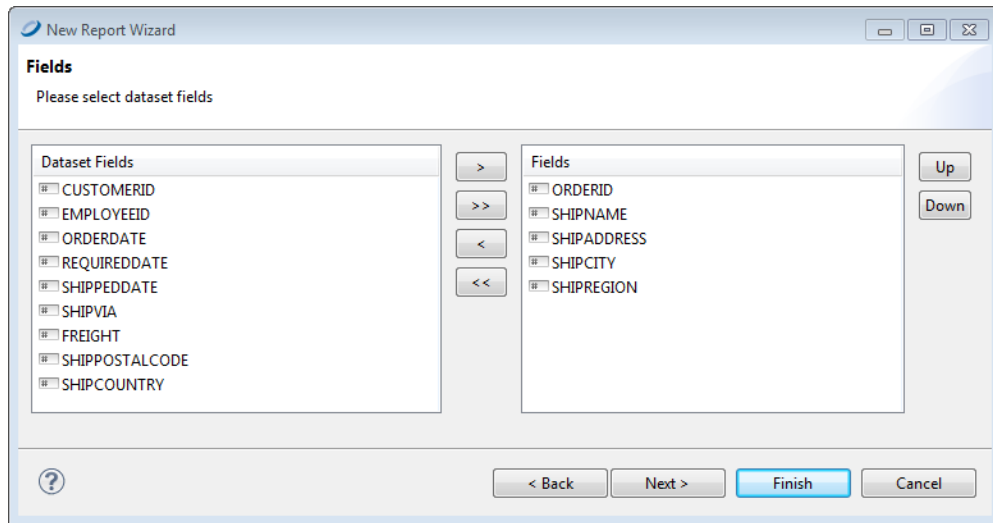 New Report Wizard
Fields
Please select dataset fields
Dataset Fields
CUSTOMERID
EMPLOYEEID
ORDERDATE
REQUIREDDATE
SHIPPEDDATE
SHIPVIA
FREIGHT
SHIPPOSTALCODE
SHIPCOUNTRY
>
>>
<
<<
Fields
ORDERID
SHIPNAME
SHIPADDRESS
SHIPCITY
SHIPREGION
Up
Down
?
< Back
Next >
Finish
Cancel